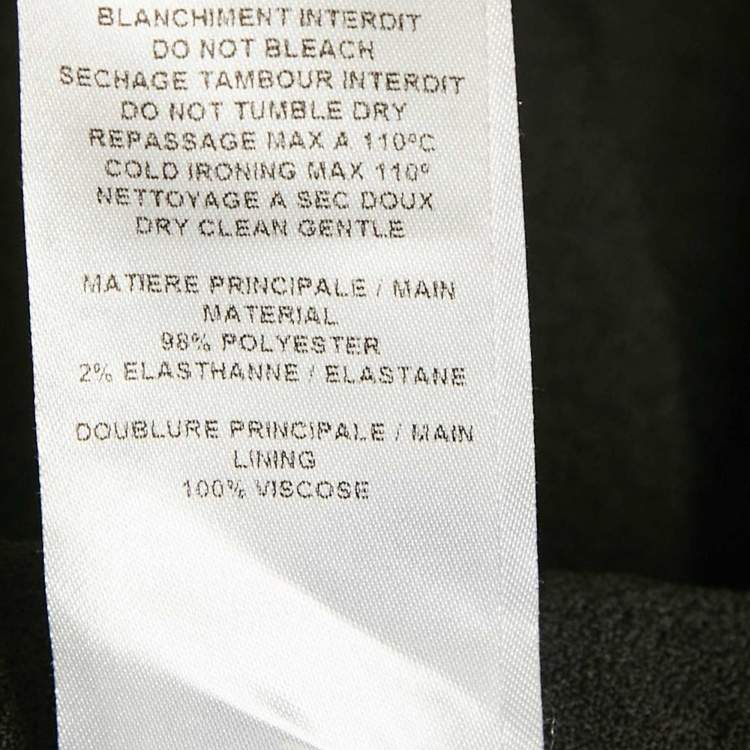 BLANCHIMENT INTERDIT
DO NOT BLEACH
SECHAGE TAMBOUR INTERDIT
DO NOT TUMBLE DRY
REPASSAGE MAX A 110°C
COLD IRONING MAX 110°
NETTOYAGE A SEC DOUX
DRY CLEAN GENTLE
MATIERE PRINCIPALE / MAIN
MATERIAL
98% POLYESTER
2% ELASTHANNE / ELASTANE
DOUBLURE PRINCIPALE / MAIN
LINING
100% VISCOSE